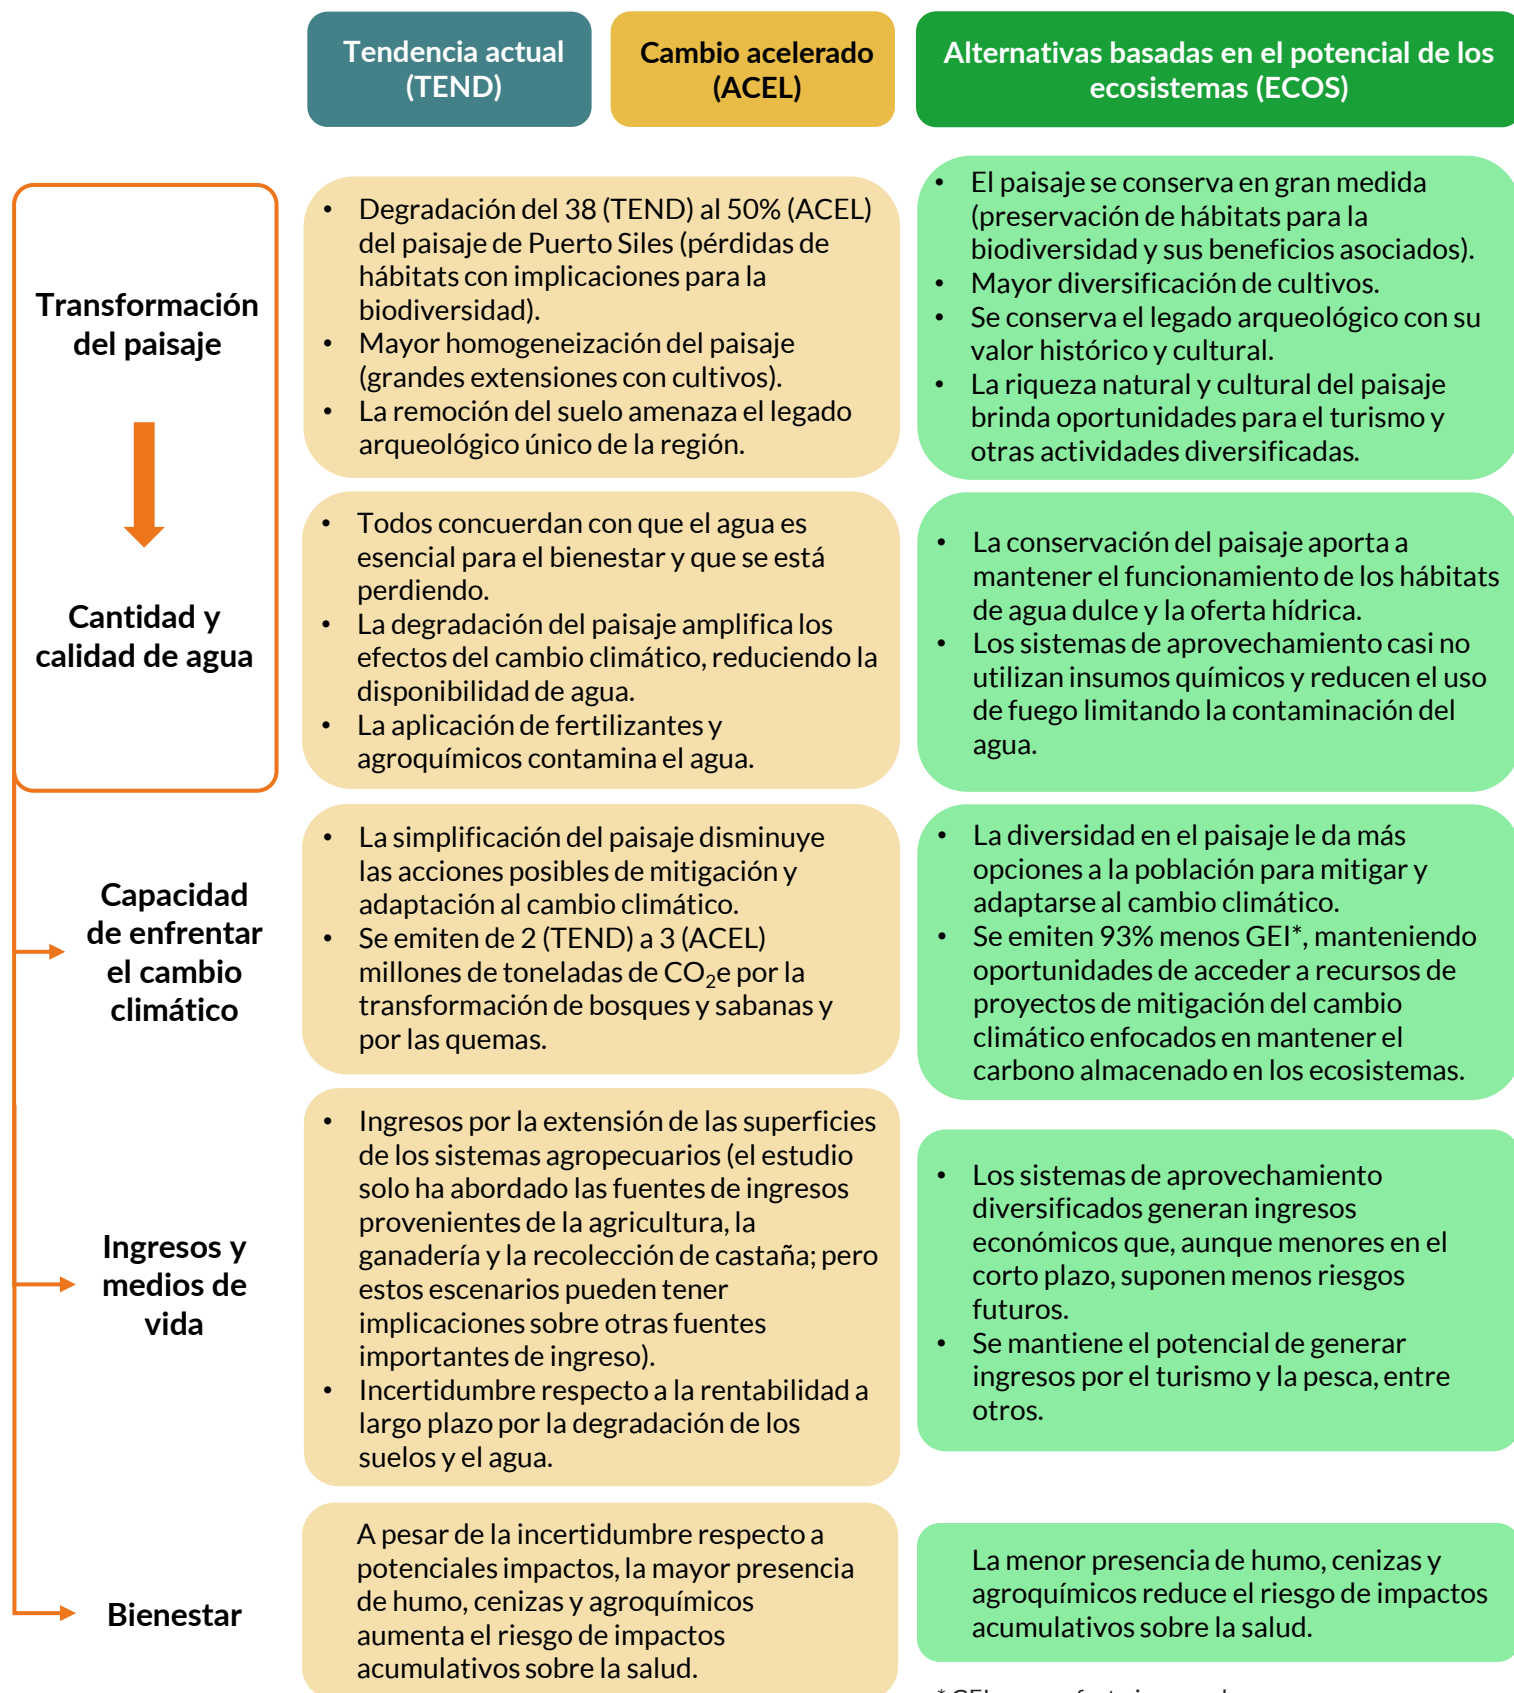 Tendencia actual
(TEND)
Cambio acelerado
(ACEL)
Alternativas basadas en el potencial de los
ecosistemas (ECOS)
Transformación
del paisaje
• Degradación del 38 (TEND) al 50% (ACEL)
del paisaje de Puerto Siles (pérdidas de
hábitats con implicaciones para la
biodiversidad).
• Mayor homogeneización del paisaje
(grandes extensiones con cultivos).
• La remoción del suelo amenaza el legado
arqueológico único de la región.
• El paisaje se conserva en gran medida
(preservación de hábitats para la
biodiversidad y sus beneficios asociados).
• Mayor diversificación de cultivos.
• Se conserva el legado arqueológico con su
valor histórico y cultural.
• La riqueza natural y cultural del paisaje
brinda oportunidades para el turismo y
otras actividades diversificadas.
Cantidad y
calidad de agua
• Todos concuerdan con que el agua es
esencial para el bienestar y que se está
perdiendo.
• La degradación del paisaje amplifica los
efectos del cambio climático, reduciendo la
disponibilidad de agua.
• La aplicación de fertilizantes y
agroquímicos contamina el agua.
• La conservación del paisaje aporta a
mantener el funcionamiento de los hábitats
de agua dulce y la oferta hídrica.
• Los sistemas de aprovechamiento casi no
utilizan insumos químicos y reducen el uso
de fuego limitando la contaminación del
agua.
Capacidad
de enfrentar
el cambio
climático
• La simplificación del paisaje disminuye
las acciones posibles de mitigación y
adaptación al cambio climático.
• Se emiten de 2 (TEND) a 3 (ACEL)
millones de toneladas de CO₂e por la
transformación de bosques y sabanas y
por las quemas.
• La diversidad en el paisaje le da más
opciones a la población para mitigar y
adaptarse al cambio climático.
• Se emiten 93% menos GEI*, manteniendo
oportunidades de acceder a recursos de
proyectos de mitigación del cambio
climático enfocados en mantener el
carbono almacenado en los ecosistemas.
Ingresos y
medios de
vida
• Ingresos por la extensión de las superficies
de los sistemas agropecuarios (el estudio
solo ha abordado las fuentes de ingresos
provenientes de la agricultura, la
ganadería y la recolección de castaña; pero
estos escenarios pueden tener
implicaciones sobre otras fuentes
importantes de ingreso).
• Incertidumbre respecto a la rentabilidad a
largo plazo por la degradación de los
suelos y el agua.
• Los sistemas de aprovechamiento
diversificados generan ingresos
económicos que, aunque menores en el
corto plazo, suponen menos riesgos
futuros.
• Se mantiene el potencial de generar
ingresos por el turismo y la pesca, entre
otros.
Bienestar
A pesar de la incertidumbre respecto a
potenciales impactos, la mayor presencia
de humo, cenizas y agroquímicos
aumenta el riesgo de impactos
acumulativos sobre la salud.
La menor presencia de humo, cenizas y
agroquímicos reduce el riesgo de impactos
acumulativos sobre la salud.